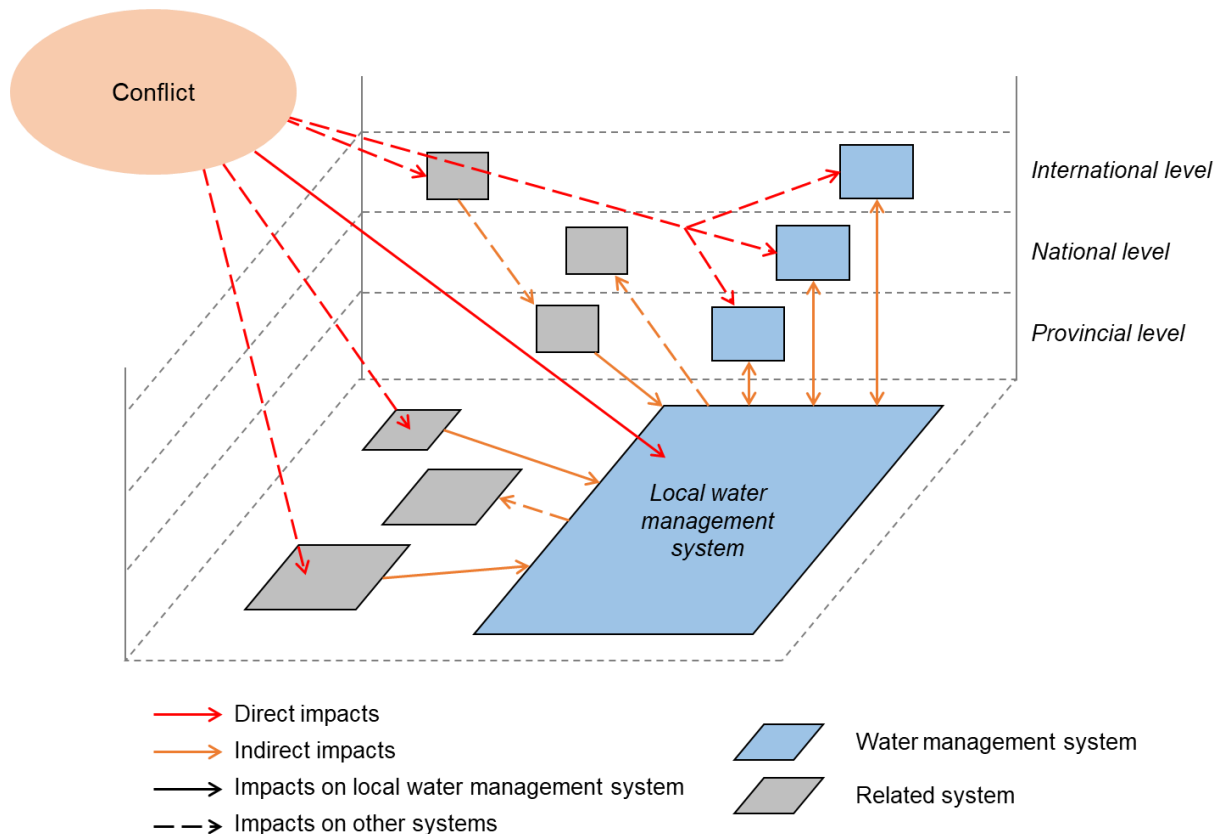 Conflict
International level
National level
Provincial level
Local water
management
system
Direct impacts
Indirect impacts
Impacts on local water management system
Impacts on other systems
Water management system
Related system